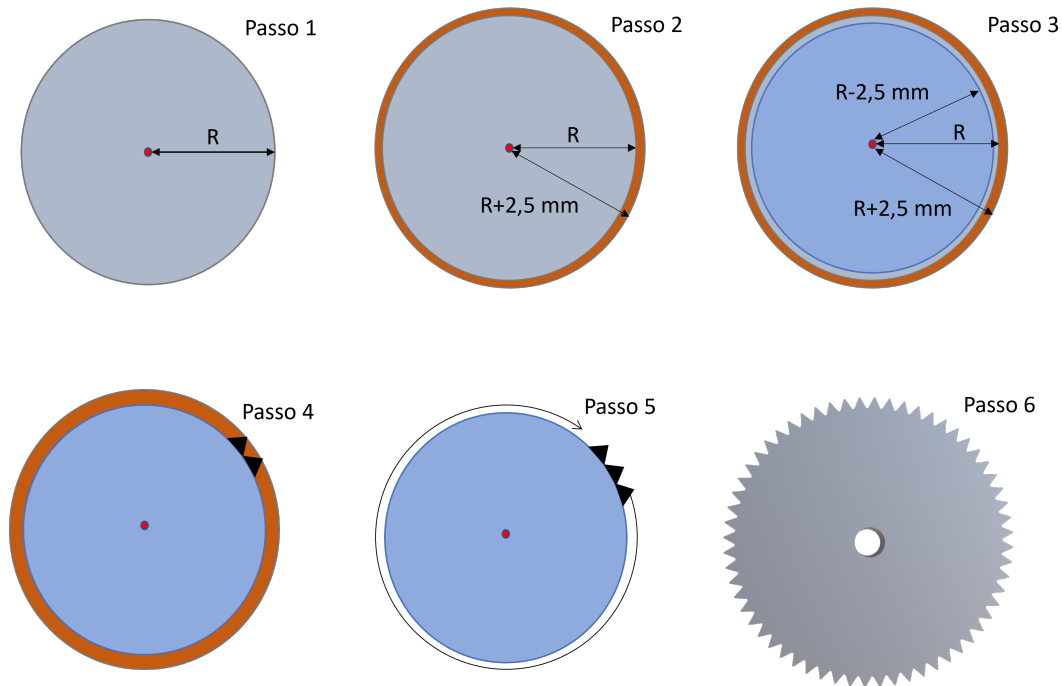 Passo 1
R
Passo 2
R
R+2,5 mm
Passo 3
R-2,5 mm
R
R+2,5 mm
Passo 4
Passo 5
Passo 6